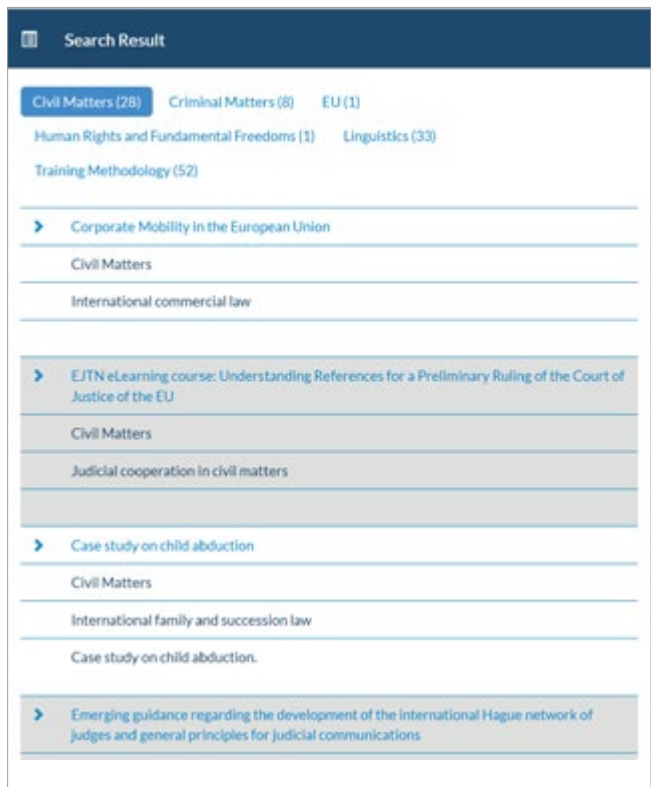 Search Result
Civil Matters (28) Criminal Matters (8) EU (1)
Human Rights and Fundamental Freedoms (1) Linguistics (33)
Training Methodology (52)
Corporate Mobility in the European Union
Civil Matters
International commercial law
EJTN eLearning course: Understanding References for a Preliminary Ruling of the Court of
Justice of the EU
Civil Matters
Judicial cooperation in civil matters
Case study on child abduction
Civil Matters
International family and succession law
Case study on child abduction.
Emerging guidance regarding the development of the international Hague network of
judges and general principles for judicial communications